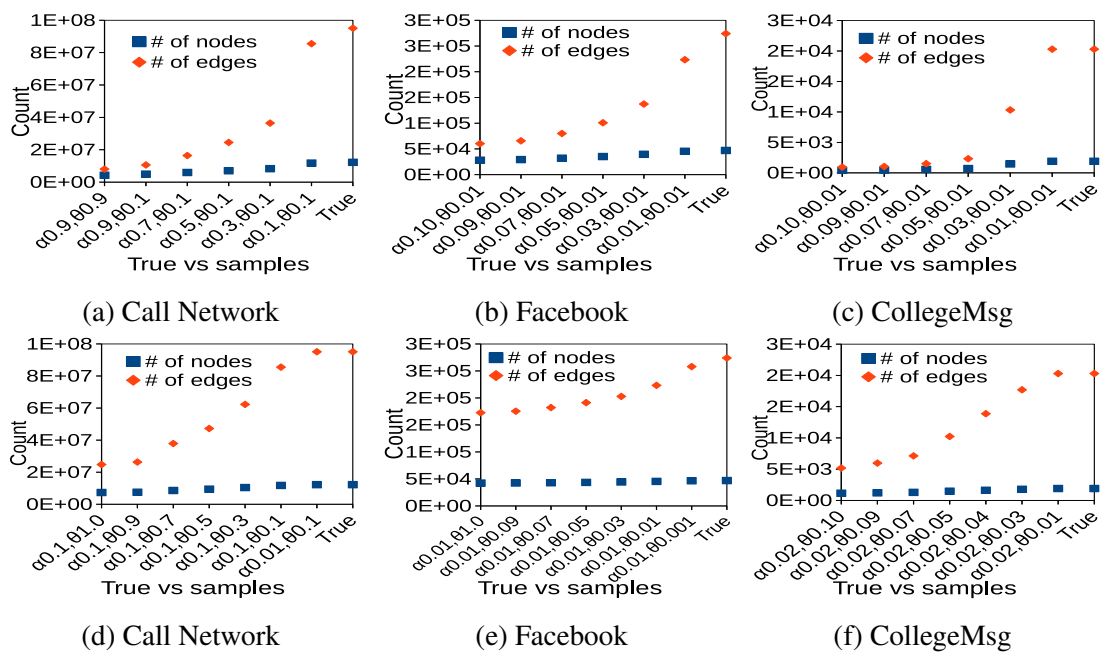 1E+08
8E+07
6E+07
4E+07
2E+07
0E+00
Count
# of nodes
# of edges
α0.9,θ0.9
α0.9,θ0.1
α0.7,θ0.1
α0.5,θ0.1
α0.3,θ0.1
α0.1,θ0.1
True
True vs samples
(a) Call Network
3E+05
3E+05
2E+05
2E+05
1E+05
5E+04
0E+00
Count
# of nodes
# of edges
α0.10,θ0.01
α0.09,θ0.01
α0.07,θ0.01
α0.05,θ0.01
α0.03,θ0.01
α0.01,θ0.01
True
True vs samples
(b) Facebook
3E+04
2E+04
2E+04
1E+04
5E+03
0E+00
Count
# of nodes
# of edges
α0.10,θ0.01
α0.09,θ0.01
α0.07,θ0.01
α0.05,θ0.01
α0.03,θ0.01
α0.01,θ0.01
True
True vs samples
(c) CollegeMsg
1E+08
8E+07
6E+07
4E+07
2E+07
0E+00
Count
# of nodes
# of edges
α0.1,θ1.0
α0.1,θ0.9
α0.1,θ0.7
α0.1,θ0.5
α0.1,θ0.3
α0.1,θ0.1
α0.01,θ0.1
True
True vs samples
(d) Call Network
3E+05
3E+05
2E+05
2E+05
1E+05
5E+04
0E+00
Count
# of nodes
# of edges
α0.01,θ1.0
α0.01,θ0.09
α0.01,θ0.07
α0.01,θ0.05
α0.01,θ0.03
α0.01,θ0.01
α0.01,θ0.001
True
True vs samples
(e) Facebook
3E+04
2E+04
2E+04
1E+04
5E+03
0E+00
Count
# of nodes
# of edges
α0.02,θ0.10
α0.02,θ0.09
α0.02,θ0.07
α0.02,θ0.05
α0.02,θ0.04
α0.02,θ0.03
α0.02,θ0.01
True
True vs samples
(f) CollegeMsg